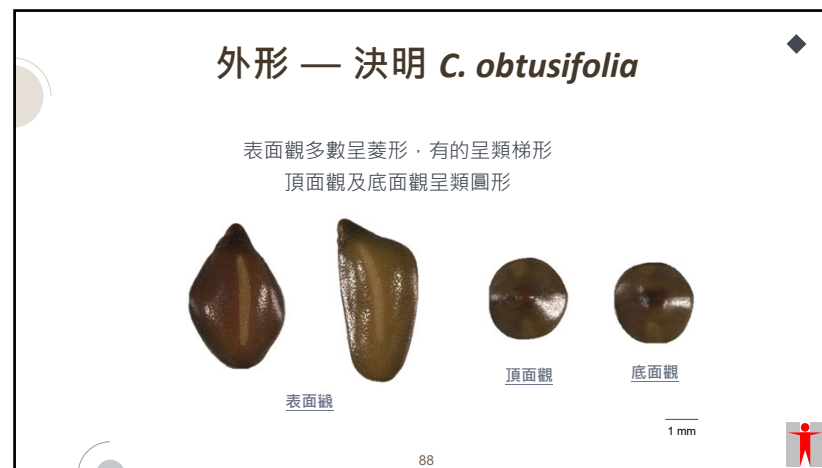 外形 — 決明 C. obtusifolia
表面觀多數呈菱形，有的呈類梯形
頂面觀及底面觀呈類圓形
表面觀
頂面觀
底面觀
1 mm
88